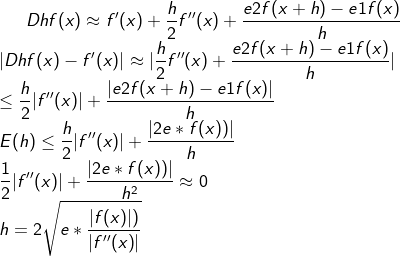 Dhf(x) ≈ f′(x) + h/2 f″(x) + (e2f(x + h) − e1f(x))/h
|Dhf(x) − f′(x)| ≈ |h/2 f″(x) + (e2f(x + h) − e1f(x))/h|
≤ h/2 |f″(x)| + |e2f(x + h) − e1f(x)|/h
E(h) ≤ h/2 |f″(x)| + |2e ∗ f(x))|/h
1/2 |f″(x)| + |2e ∗ f(x))|/h² ≈ 0
h = 2√(e ∗ |f(x)|)/|f″(x)|)